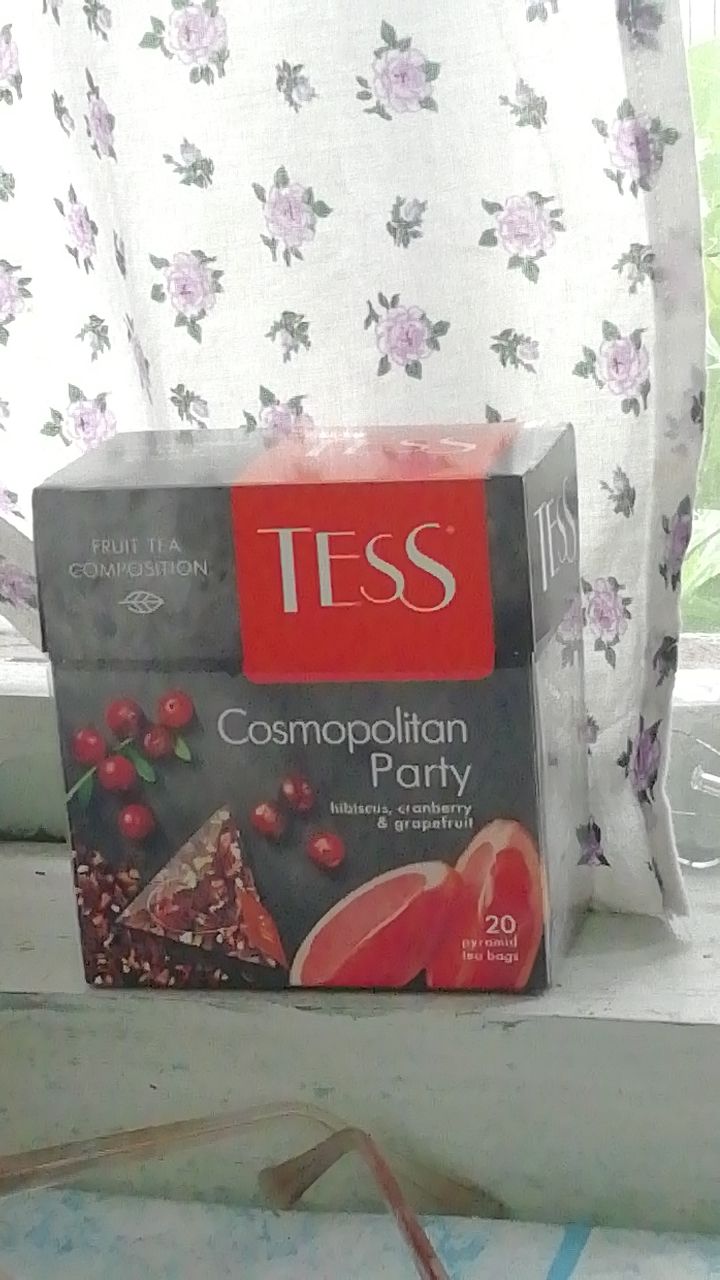 TESS
FRUIT TEA
COMPOSITION
TESS
TESS
Cosmopolitan
Party
hibiscus, cranberry
& grapefruit
20
pyramid
tea bags